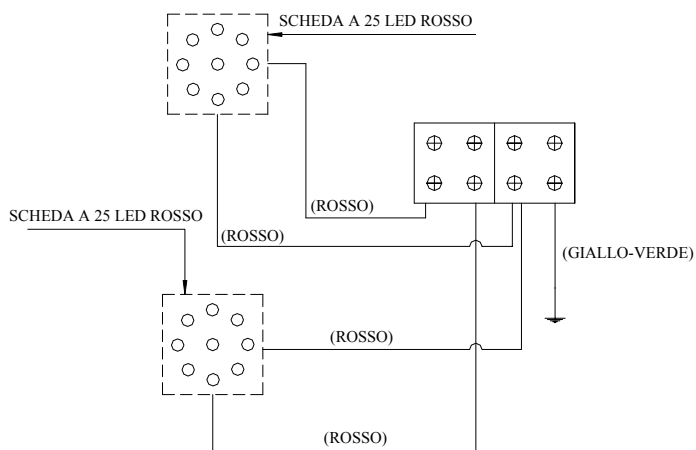 SCHEDA A 25 LED ROSSO
(ROSSO)
SCHEDA A 25 LED ROSSO
(ROSSO)
(GIALLO-VERDE)
(ROSSO)
(ROSSO)